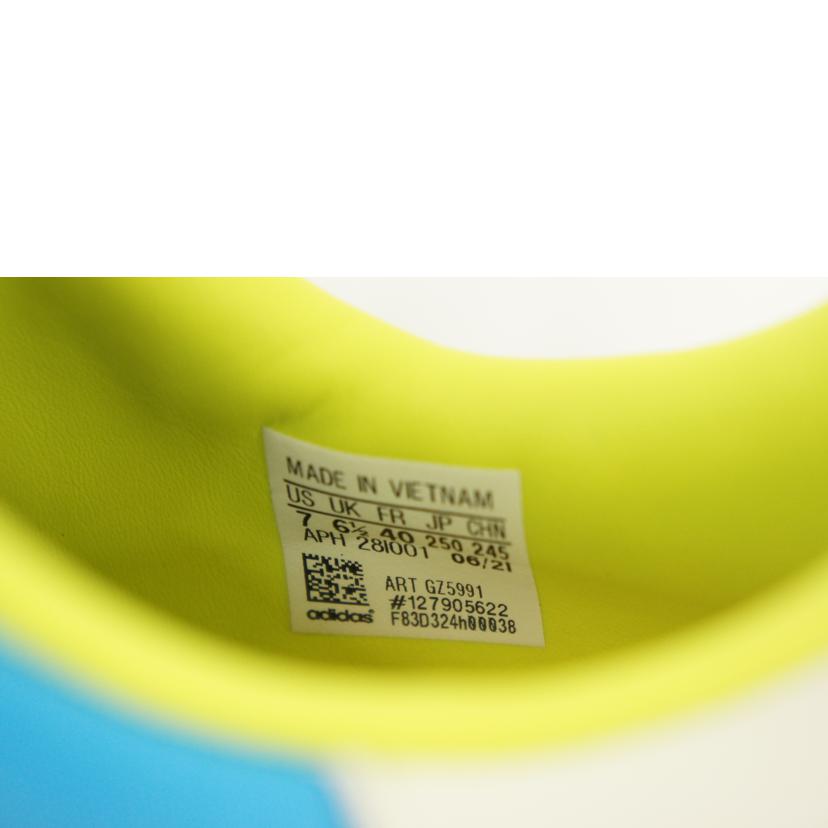 MADE IN VIETNAM
US UK FR JP CHN
7 6½ 40 250 245
APH 28I001 06/21
ART GZ5991
#127905622
adidas® F83D324h00038